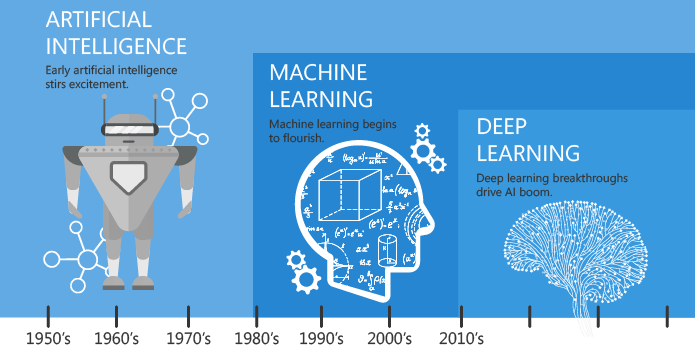 ARTIFICIAL
INTELLIGENCE
Early artificial intelligence
stirs excitement.
MACHINE
LEARNING
Machine learning begins
to flourish.
DEEP
LEARNING
Deep learning breakthroughs
drive AI boom.
1950's 1960's 1970's 1980's 1990's 2000's 2010's